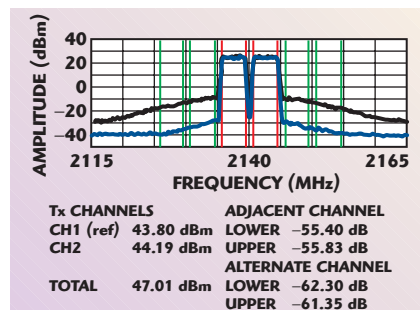 AMPLITUDE (dBm)
40
20
0
–20
–40
2115 2140 2165
FREQUENCY (MHz)
Tx CHANNELS ADJACENT CHANNEL
CH1 (ref) 43.80 dBm LOWER –55.40 dB
CH2 44.19 dBm UPPER –55.83 dB
ALTERNATE CHANNEL
TOTAL 47.01 dBm LOWER –62.30 dB
UPPER –61.35 dB